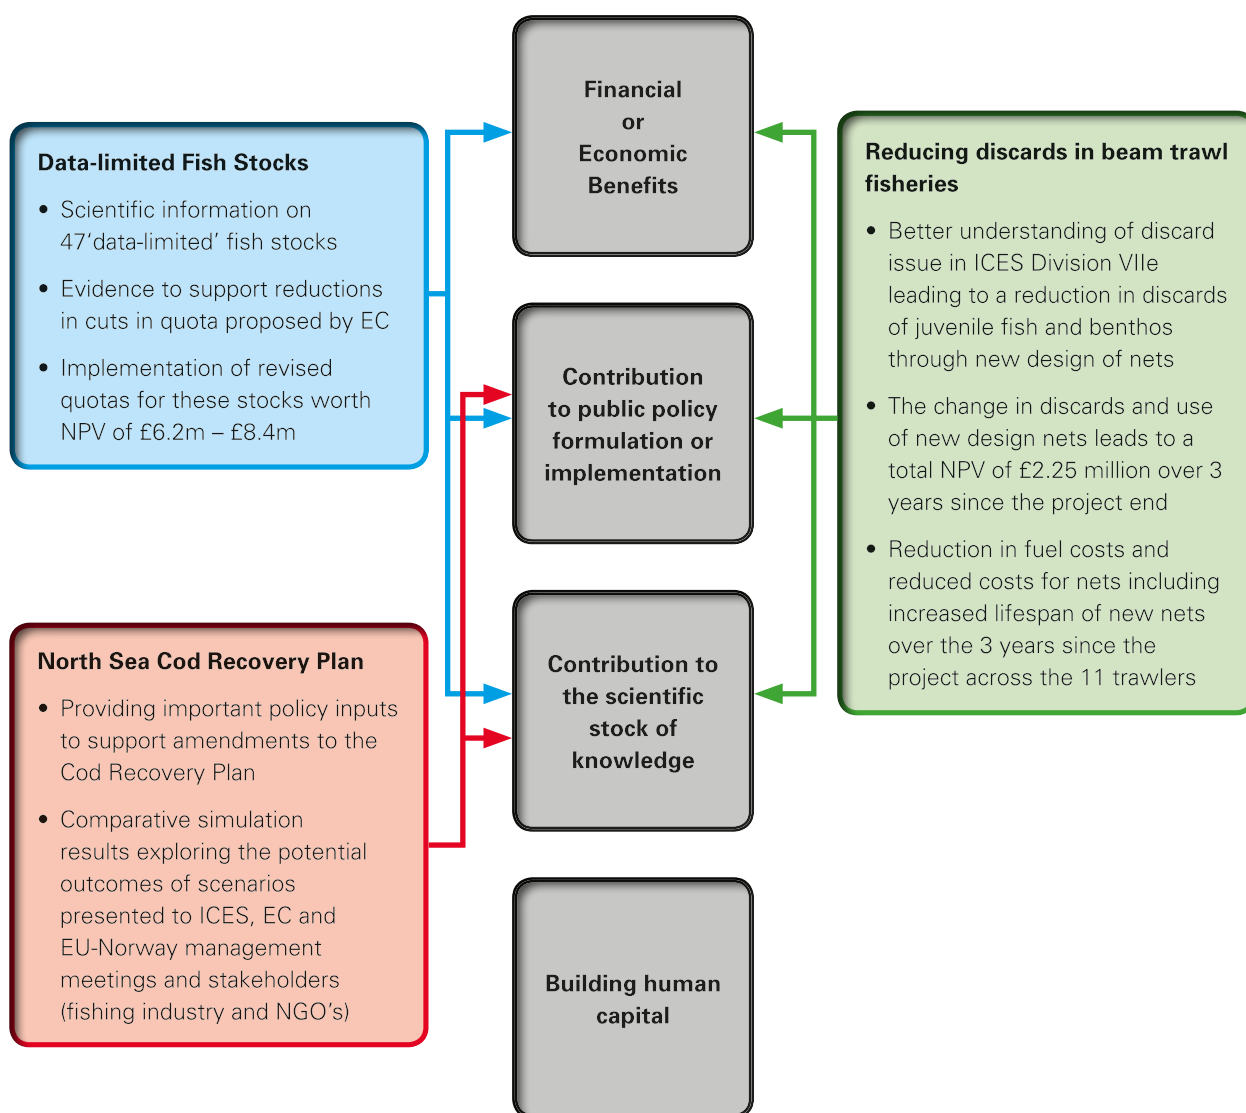 Data-limited Fish Stocks
• Scientific information on
47‘data-limited’ fish stocks
• Evidence to support reductions
in cuts in quota proposed by EC
• Implementation of revised
quotas for these stocks worth
NPV of £6.2m – £8.4m
North Sea Cod Recovery Plan
• Providing important policy inputs
to support amendments to the
Cod Recovery Plan
• Comparative simulation
results exploring the potential
outcomes of scenarios
presented to ICES, EC and
EU-Norway management
meetings and stakeholders
(fishing industry and NGO’s)
Financial
or
Economic
Benefits
Contribution
to public policy
formulation or
implementation
Contribution to
the scientific
stock of
knowledge
Building human
capital
Reducing discards in beam trawl
fisheries
• Better understanding of discard
issue in ICES Division VIIe
leading to a reduction in discards
of juvenile fish and benthos
through new design of nets
• The change in discards and use
of new design nets leads to a
total NPV of £2.25 million over 3
years since the project end
• Reduction in fuel costs and
reduced costs for nets including
increased lifespan of new nets
over the 3 years since the
project across the 11 trawlers